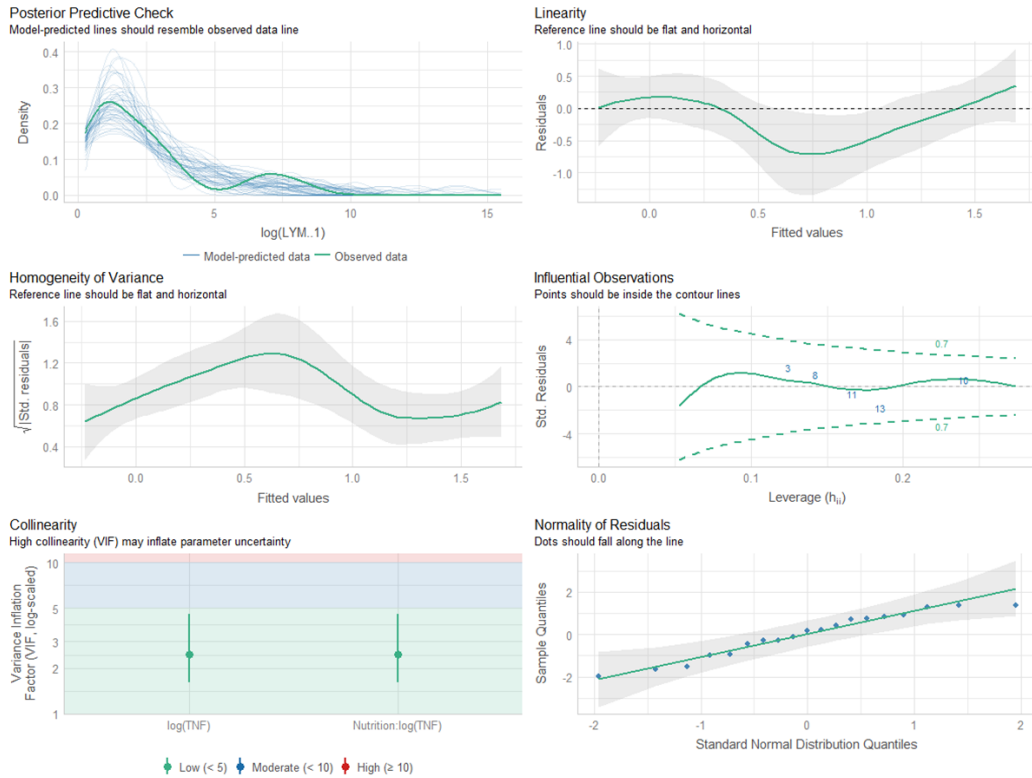 Posterior Predictive Check
Model-predicted lines should resemble observed data line
0.4
0.3
0.2
0.1
0.0
Density
0
5
10
15
log(LYM..1)
Model-predicted data
Observed data
Linearity
Reference line should be flat and horizontal
1.0
0.5
0.0
-0.5
-1.0
Residuals
0.0
0.5
1.0
1.5
Fitted values
Homogeneity of Variance
Reference line should be flat and horizontal
1.6
1.2
0.8
0.4
√|Std. residuals|
0.0
0.5
1.0
1.5
Fitted values
Influential Observations
Points should be inside the contour lines
4
0
-4
Std. Residuals
0.7
3
8
11
10
13
0.7
0.0
0.1
0.2
Leverage (hii)
Collinearity
High collinearity (VIF) may inflate parameter uncertainty
10
5
3
2
1
Variance Inflation
Factor (VIF, log-scaled)
log(TNF)
Nutrition:log(TNF)
Low (< 5)
Moderate (< 10)
High (≥ 10)
Normality of Residuals
Dots should fall along the line
2
0
-2
Sample Quantiles
-2
-1
0
1
2
Standard Normal Distribution Quantiles